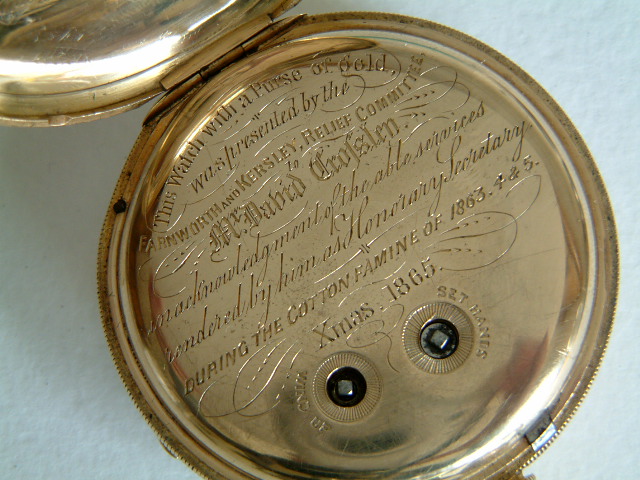 This Watch with a Purse of Gold,
was presented by the
FARNWORTH AND KERSLEY, RELIEF COMMITTEE
to
Mr. David Crossley,
in acknowledgment of the able services
rendered by him as Honorary Secretary
DURING THE COTTON FAMINE OF 1863. 4 & 5.
Xmas. 1865.
SET HANDS
WIND UP